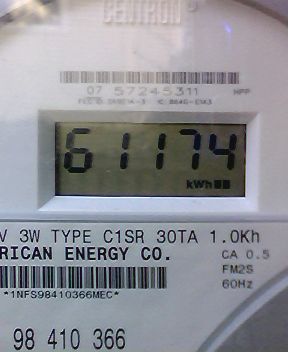 CENTRON
07 57245311 MPP
61174
kWh
V 3W TYPE C1SR 30TA 1.0Kh
RICAN ENERGY CO. CA 0.5
FM2S
*1NFS98410366MEC* 60Hz
98 410 366